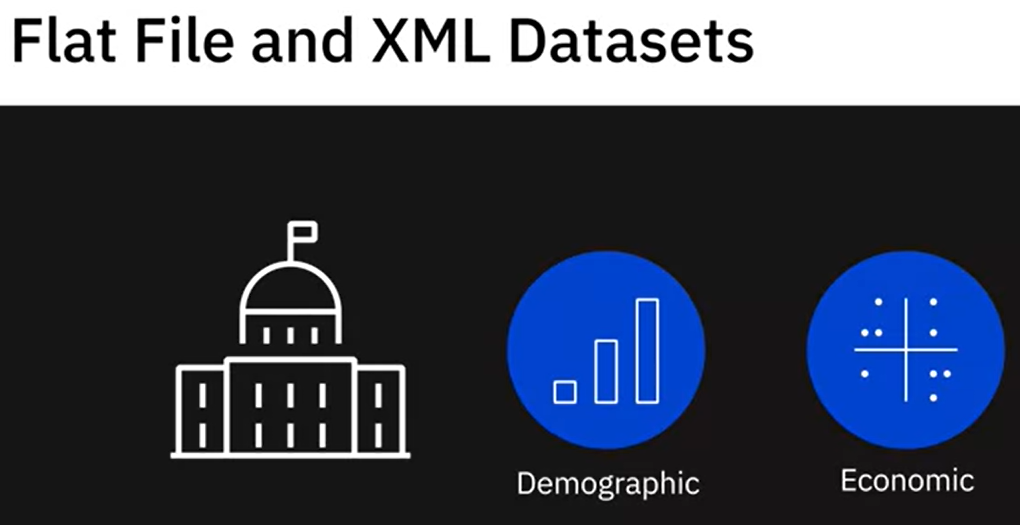 Flat File and XML Datasets
Demographic
Economic